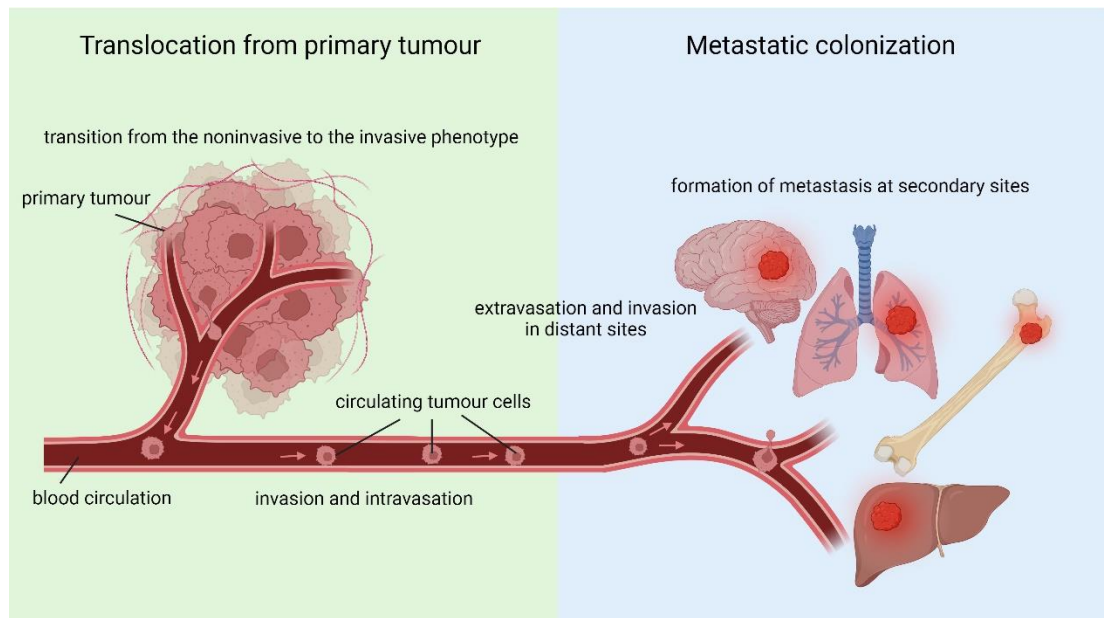 Translocation from primary tumour
Metastatic colonization
transition from the noninvasive to the invasive phenotype
primary tumour
formation of metastasis at secondary sites
extravasation and invasion
in distant sites
circulating tumour cells
blood circulation
invasion and intravasation